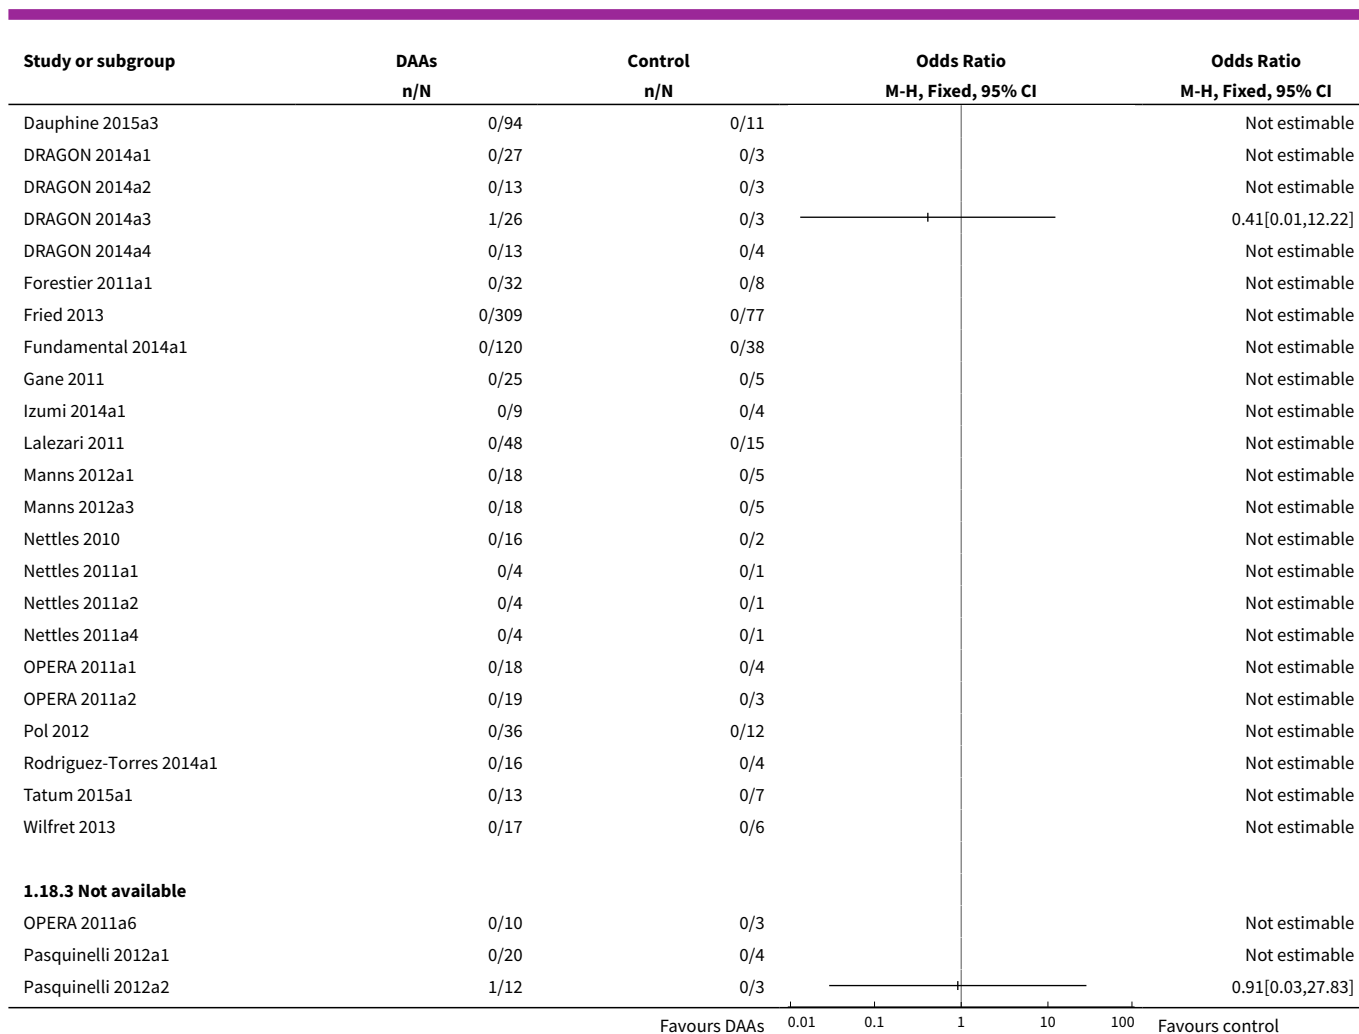 Study or subgroup DAAs Control Odds Ratio Odds Ratio
n/N n/N M-H, Fixed, 95% CI M-H, Fixed, 95% CI
Dauphine 2015a3 0/94 0/11 Not estimable
DRAGON 2014a1 0/27 0/3 Not estimable
DRAGON 2014a2 0/13 0/3 Not estimable
DRAGON 2014a3 1/26 0/3 0.41[0.01,12.22]
DRAGON 2014a4 0/13 0/4 Not estimable
Forestier 2011a1 0/32 0/8 Not estimable
Fried 2013 0/309 0/77 Not estimable
Fundamental 2014a1 0/120 0/38 Not estimable
Gane 2011 0/25 0/5 Not estimable
Izumi 2014a1 0/9 0/4 Not estimable
Lalezari 2011 0/48 0/15 Not estimable
Manns 2012a1 0/18 0/5 Not estimable
Manns 2012a3 0/18 0/5 Not estimable
Nettles 2010 0/16 0/2 Not estimable
Nettles 2011a1 0/4 0/1 Not estimable
Nettles 2011a2 0/4 0/1 Not estimable
Nettles 2011a4 0/4 0/1 Not estimable
OPERA 2011a1 0/18 0/4 Not estimable
OPERA 2011a2 0/19 0/3 Not estimable
Pol 2012 0/36 0/12 Not estimable
Rodriguez-Torres 2014a1 0/16 0/4 Not estimable
Tatum 2015a1 0/13 0/7 Not estimable
Wilfret 2013 0/17 0/6 Not estimable
1.18.3 Not available
OPERA 2011a6 0/10 0/3 Not estimable
Pasquinelli 2012a1 0/20 0/4 Not estimable
Pasquinelli 2012a2 1/12 0/3 0.91[0.03,27.83]
Favours DAAs 0.01 0.1 1 10 100 Favours control